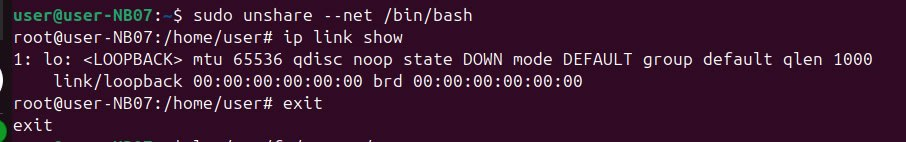 user@user-NB07:~$ sudo unshare --net /bin/bash
root@user-NB07:/home/user# ip link show
1: lo: <LOOPBACK> mtu 65536 qdisc noop state DOWN mode DEFAULT group default qlen 1000
    link/loopback 00:00:00:00:00:00 brd 00:00:00:00:00:00
root@user-NB07:/home/user# exit
exit